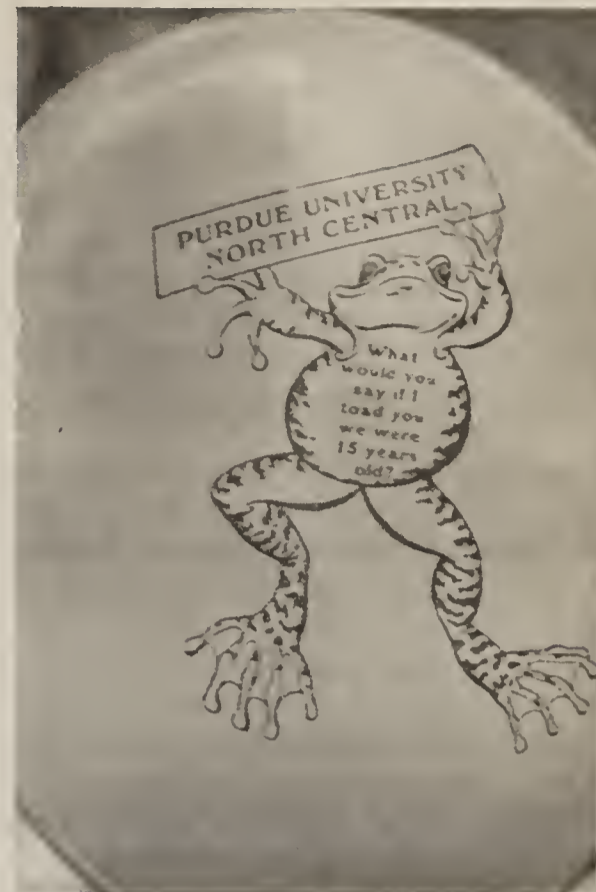 PURDUE UNIVERSITY
NORTH CENTRAL
What
would you
say if I
toad you
we were
15 years
old?